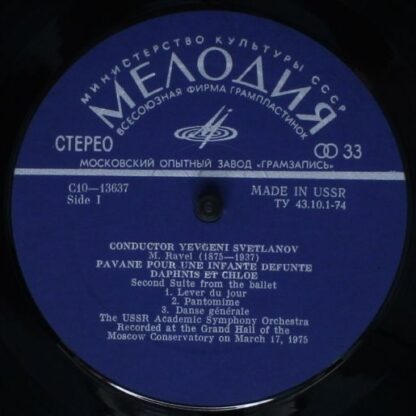 МИНИСТЕРСТВО КУЛЬТУРЫ СССР
МЕЛОДИЯ
ВСЕСОЮЗНАЯ ФИРМА ГРАМПЛАСТИНОК
СТЕРЕО
33
МОСКОВСКИЙ ОПЫТНЫЙ ЗАВОД «ГРАМЗАПИСЬ»
С10—13637
MADE IN USSR
Side I
ТУ 43.10.1-74
CONDUCTOR YEVGENI SVETLANOV
M. Ravel (1875—1937)
PAVANE POUR UNE INFANTE DEFUNTE
DAPHNIS ET CHLOE
Second Suite from the ballet
1. Lever du jour
2. Pantomime
3. Danse générale
The USSR Academic Symphony Orchestra
Recorded at the Grand Hall of the
Moscow Conservatory on March 17, 1975